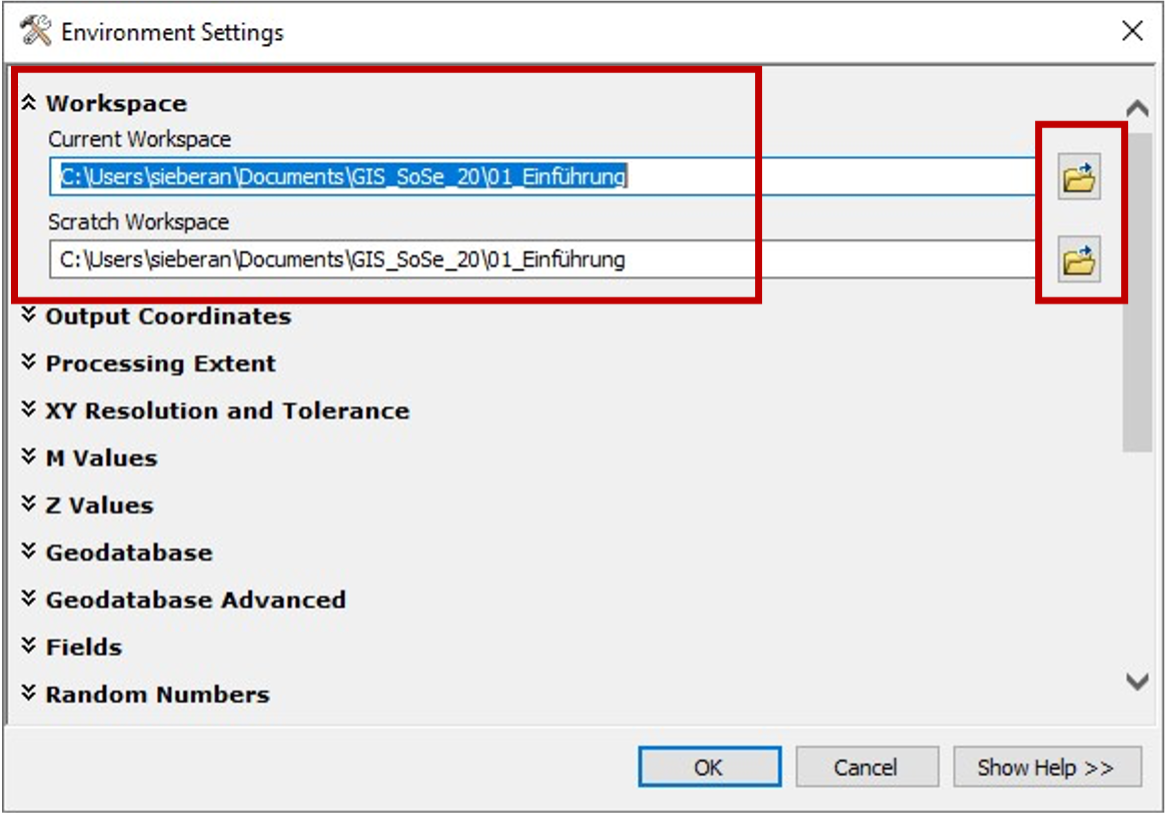 Environment Settings
Workspace
Current Workspace
C:\Users\sieberan\Documents\GIS_SoSe_20\01_Einführung
Scratch Workspace
C:\Users\sieberan\Documents\GIS_SoSe_20\01_Einführung
Output Coordinates
Processing Extent
XY Resolution and Tolerance
M Values
Z Values
Geodatabase
Geodatabase Advanced
Fields
Random Numbers
OK Cancel Show Help >>